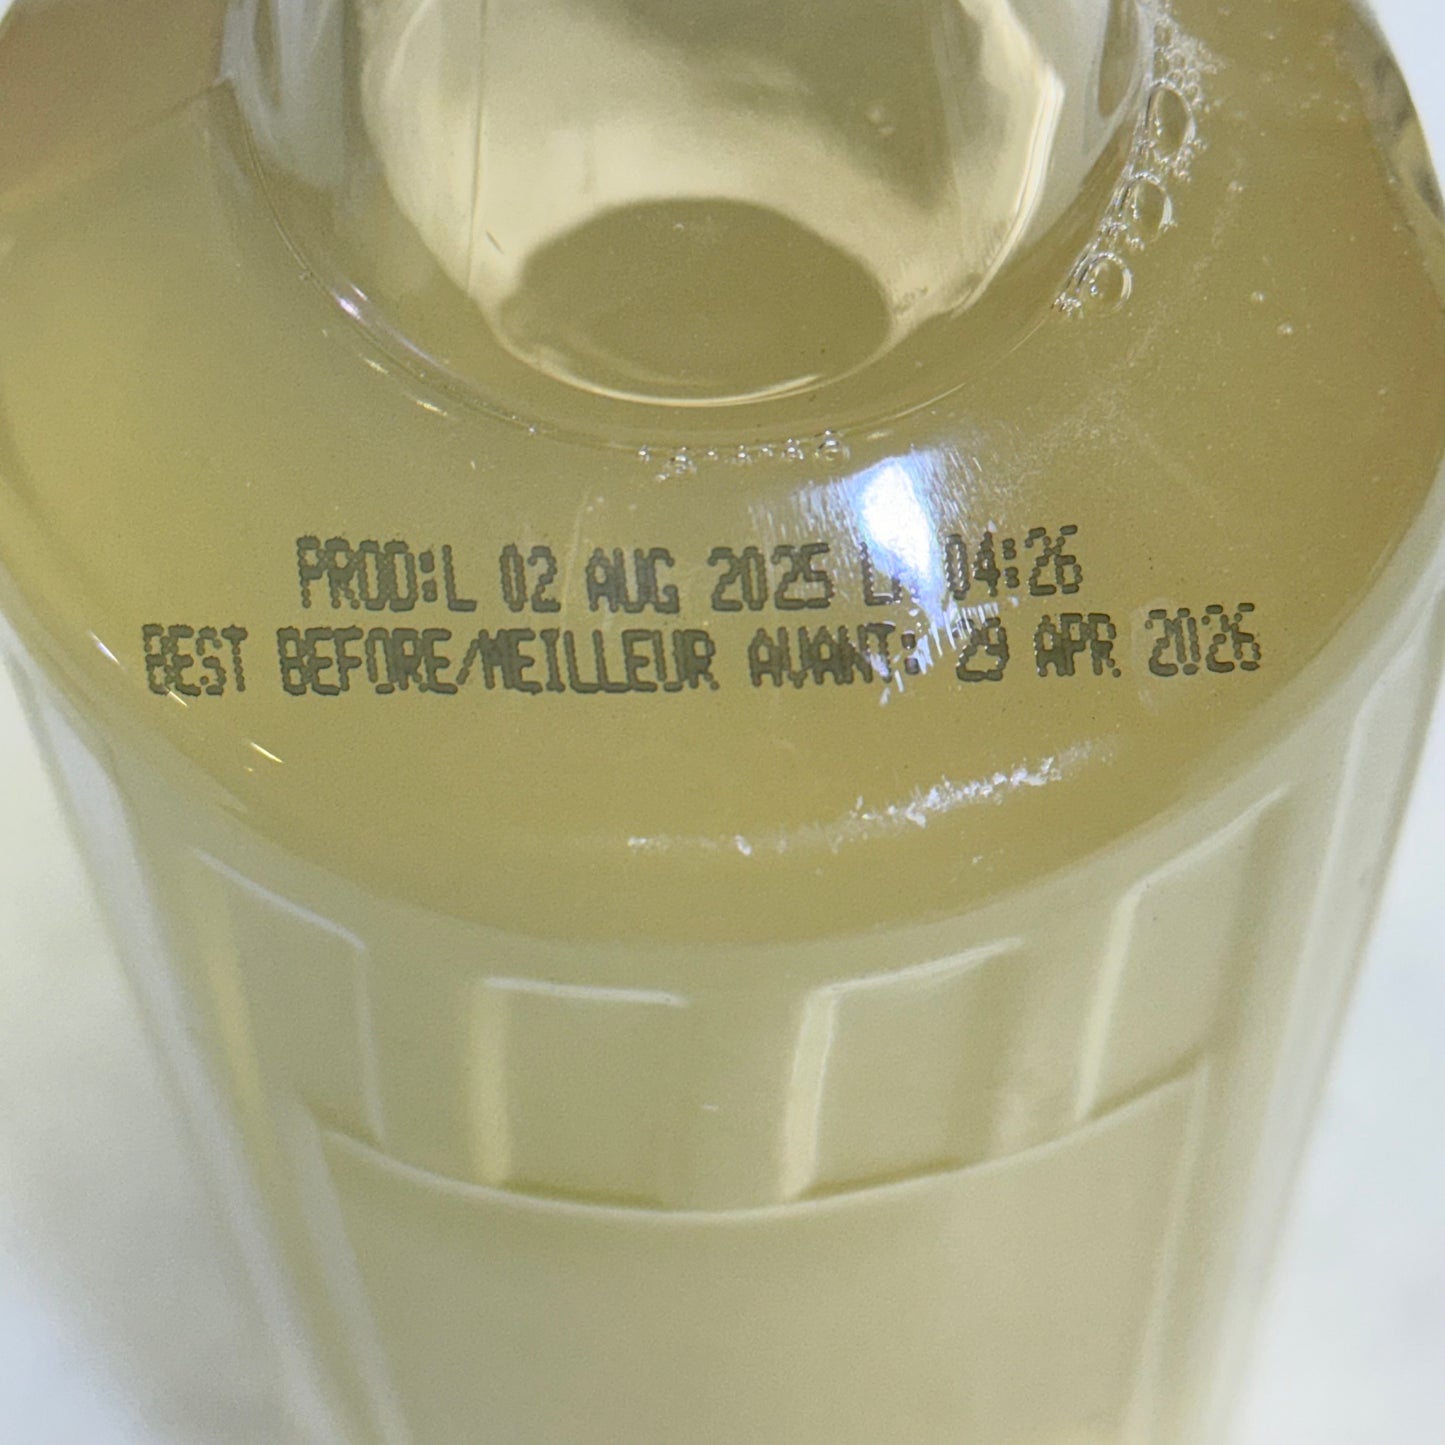 PROD:L 02 AUG 2025 04:26
BEST BEFORE/MEILLEUR AVANT: 29 APR 2026